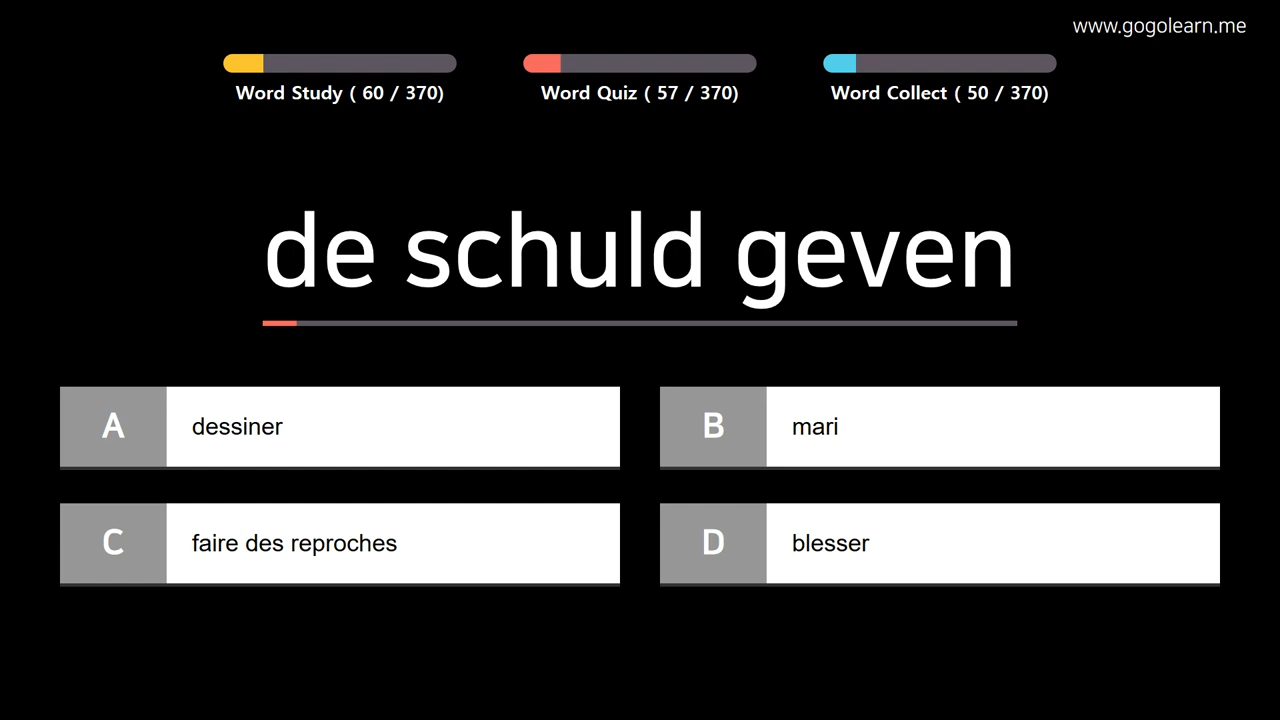 www.gogolearn.me
Word Study ( 60 / 370)
Word Quiz ( 57 / 370)
Word Collect ( 50 / 370)
de schuld geven
A dessiner
B mari
C faire des reproches
D blesser